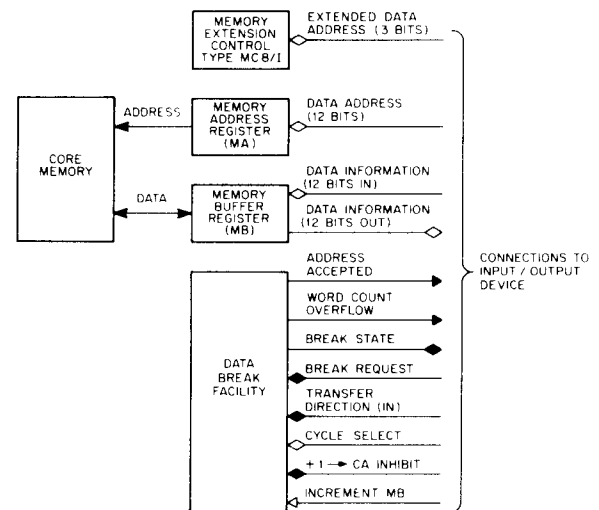 MEMORY
EXTENSION
CONTROL
TYPE MC8/I
EXTENDED DATA
ADDRESS (3 BITS)
CORE
MEMORY
ADDRESS
MEMORY
ADDRESS
REGISTER
(MA)
DATA ADDRESS
(12 BITS)
DATA
MEMORY
BUFFER
REGISTER
(MB)
DATA INFORMATION
(12 BITS IN)
DATA INFORMATION
(12 BITS OUT)
DATA
BREAK
FACILITY
ADDRESS
ACCEPTED
WORD COUNT
OVERFLOW
BREAK STATE
BREAK REQUEST
TRANSFER
DIRECTION (IN)
CYCLE SELECT
+1 → CA INHIBIT
INCREMENT MB
CONNECTIONS TO
INPUT / OUTPUT
DEVICE